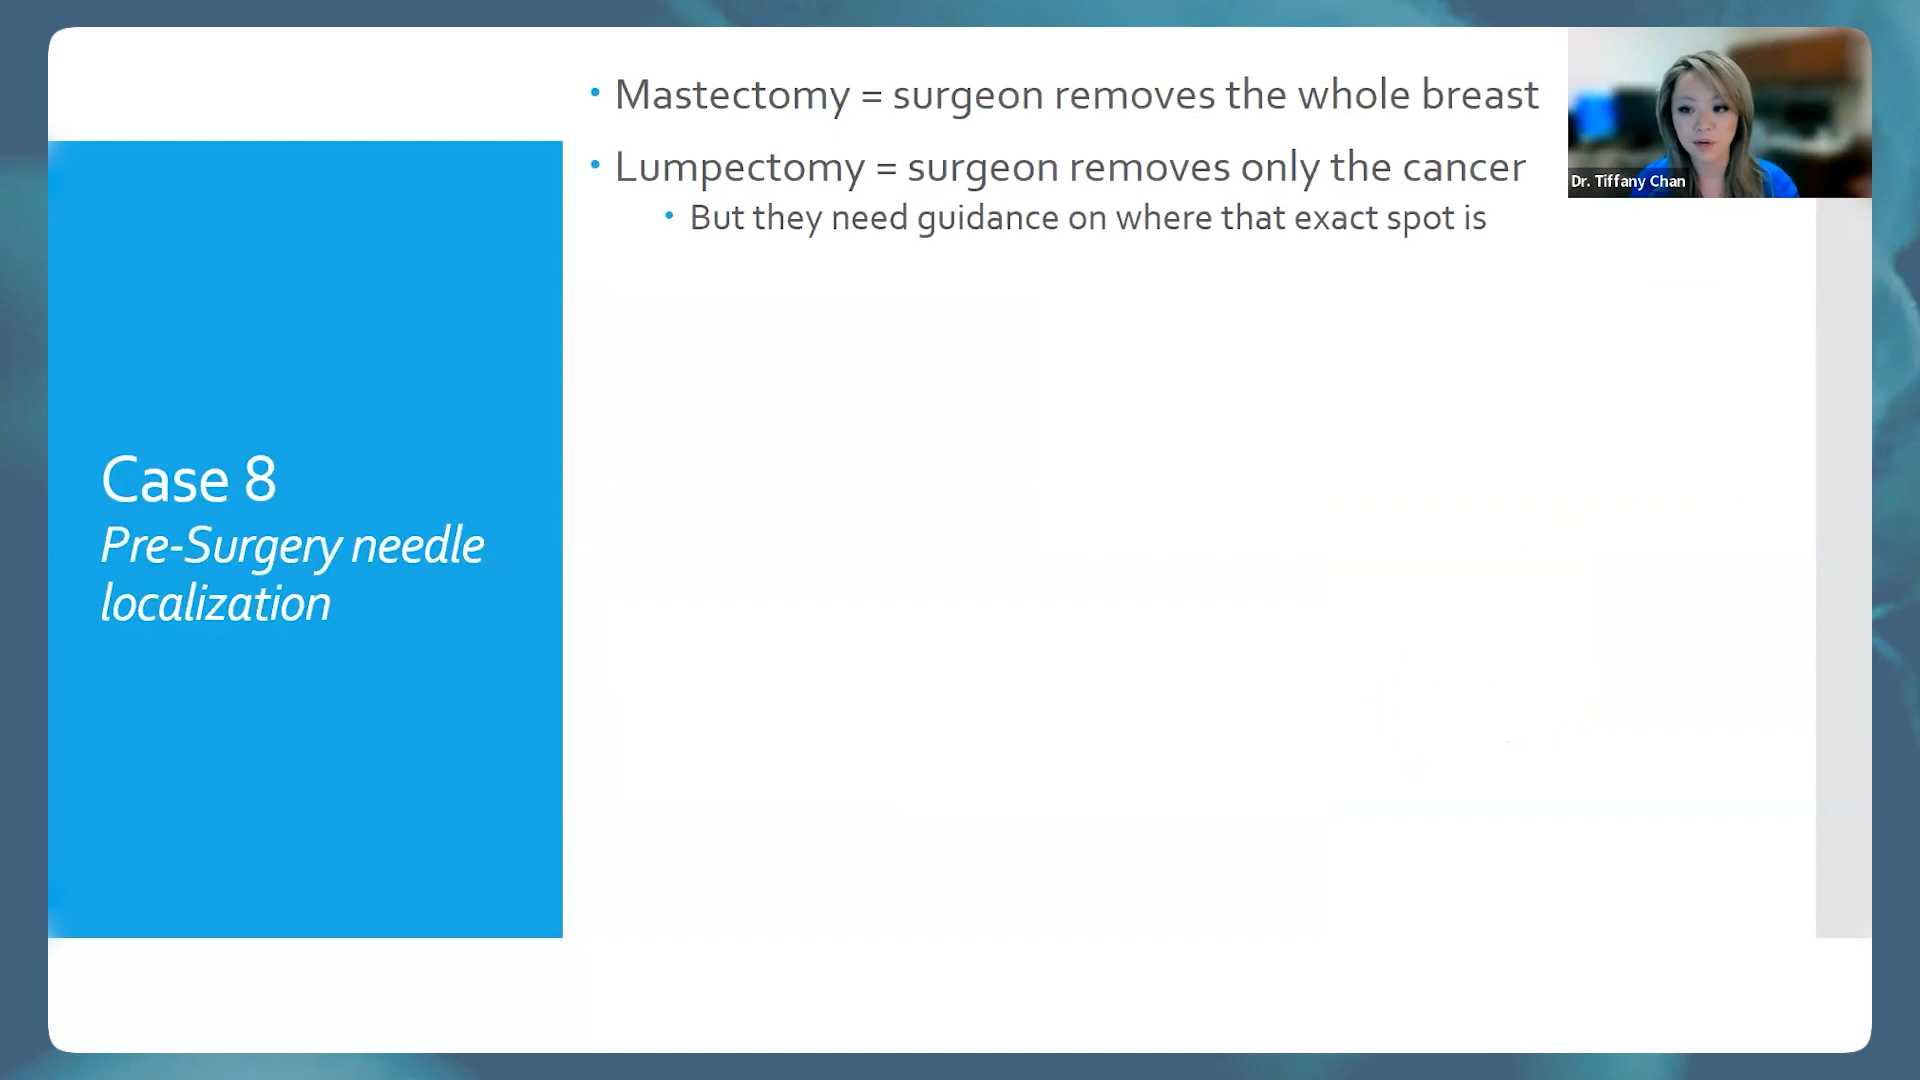 Mastectomy = surgeon removes the whole breast
Lumpectomy = surgeon removes only the cancer
But they need guidance on where that exact spot is
Dr. Tiffany Chan
Case 8
Pre-Surgery needle
localization